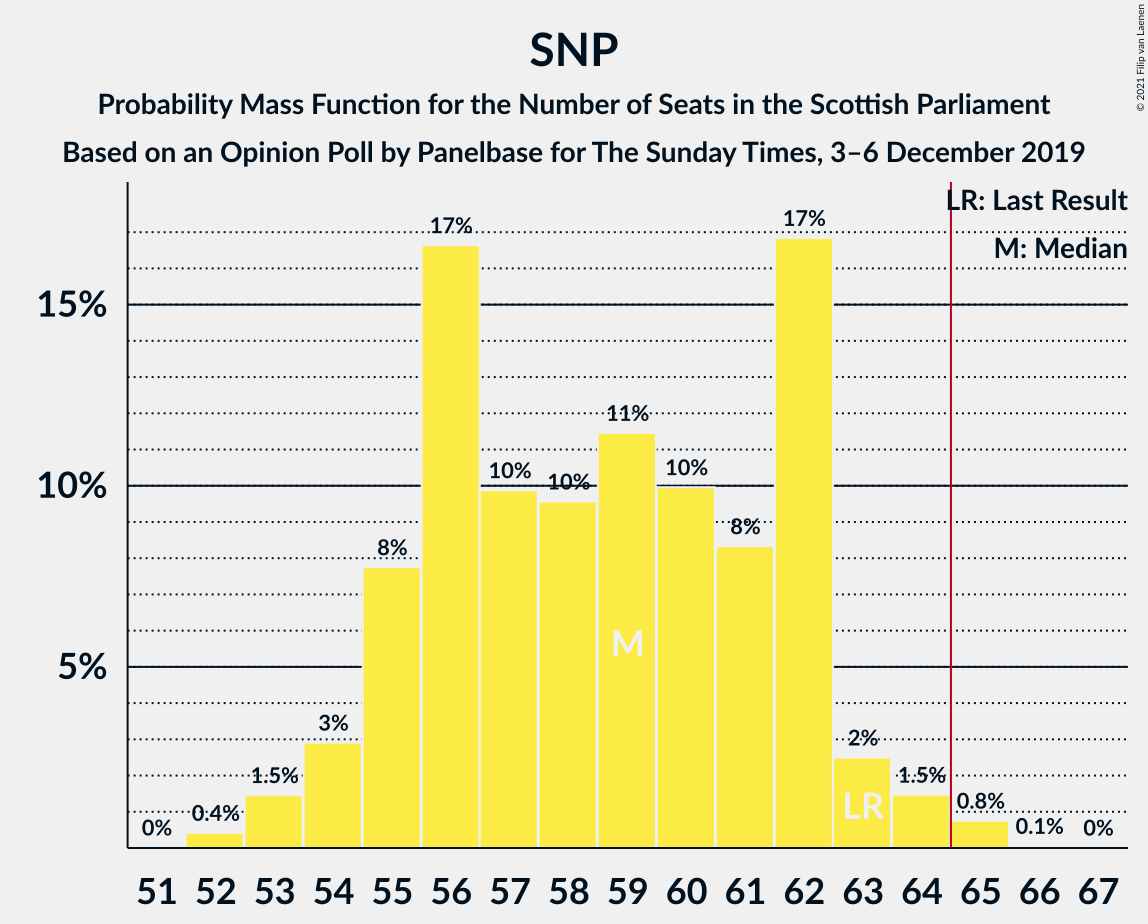 SNP
Probability Mass Function for the Number of Seats in the Scottish Parliament
Based on an Opinion Poll by Panelbase for The Sunday Times, 3–6 December 2019
© 2021 Filip van Laenen
LR: Last Result
M: Median
15%
10%
5%
0%
0.4%
1.5%
3%
8%
17%
10%
10%
11%
10%
8%
17%
2%
1.5%
0.8%
0.1%
0%
M
LR
51 52 53 54 55 56 57 58 59 60 61 62 63 64 65 66 67